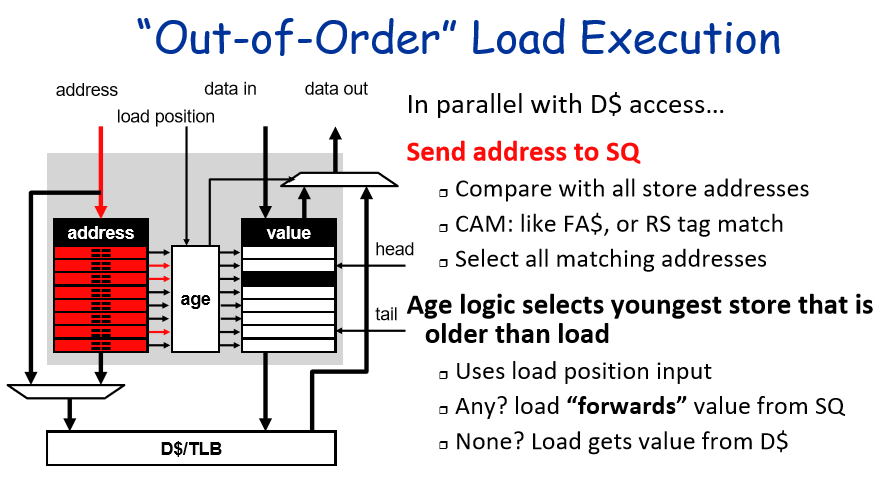 “Out-of-Order” Load Execution
address
data in
data out
load position
address
value
age
head
tail
D$/TLB
In parallel with D$ access…
Send address to SQ
Compare with all store addresses
CAM: like FA$, or RS tag match
Select all matching addresses
Age logic selects youngest store that is
older than load
Uses load position input
Any? load “forwards” value from SQ
None? Load gets value from D$